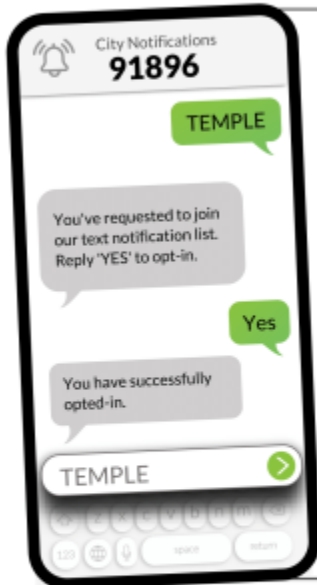 City Notifications
91896
TEMPLE
You've requested to join
our text notification list.
Reply 'YES' to opt-in.
Yes
You have successfully
opted-in.
TEMPLE
z x c v b n m
123 space return